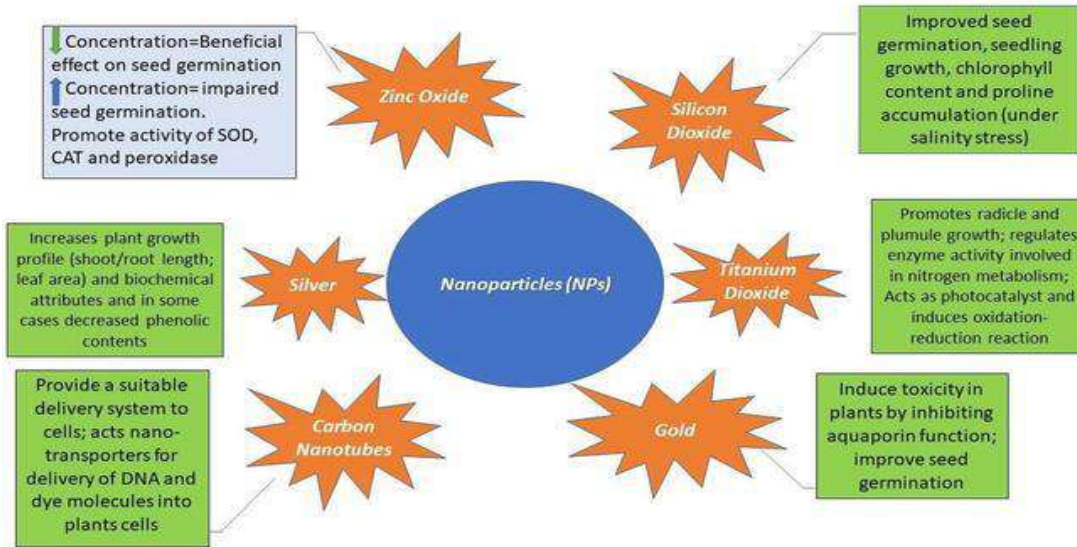 Concentration=Beneficial
effect on seed germination
Concentration= impaired
seed germination.
Promote activity of SOD,
CAT and peroxidase
Zinc Oxide
Silicon
Dioxide
Improved seed
germination, seedling
growth, chlorophyll
content and proline
accumulation (under
salinity stress)
Increases plant growth
profile (shoot/root length;
leaf area) and biochemical
attributes and in some
cases decreased phenolic
contents
Silver
Nanoparticles (NPs)
Titanium
Dioxide
Promotes radicle and
plumule growth; regulates
enzyme activity involved
in nitrogen metabolism;
Acts as photocatalyst and
induces oxidation-
reduction reaction
Provide a suitable
delivery system to
cells; acts nano-
transporters for
delivery of DNA and
dye molecules into
plants cells
Carbon
Nanotubes
Gold
Induce toxicity in
plants by inhibiting
aquaporin function;
improve seed
germination